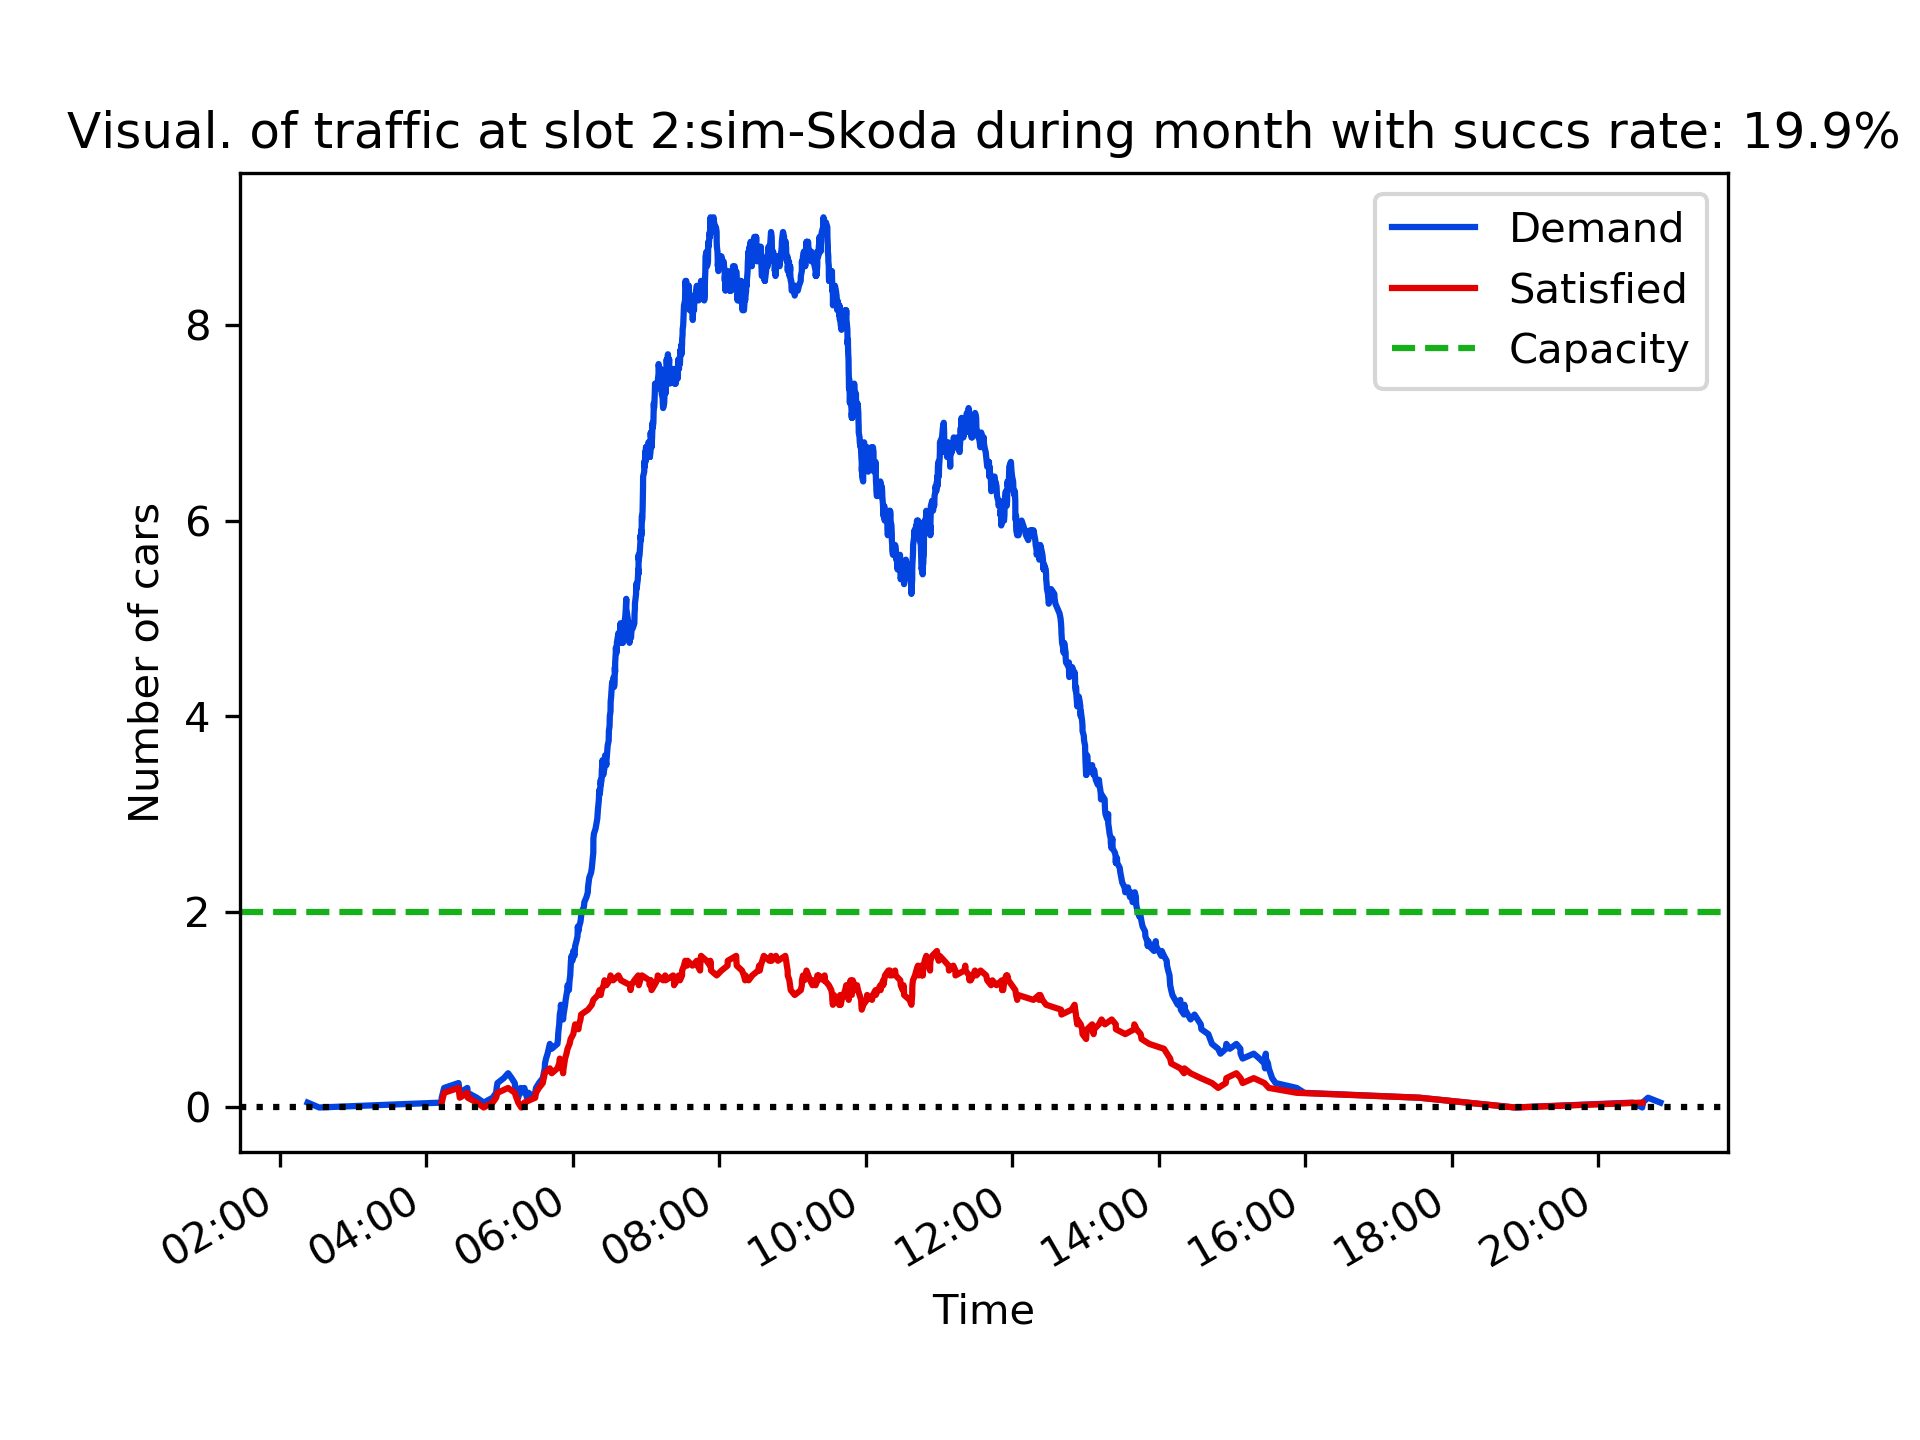 Visual. of traffic at slot 2:sim-Skoda during month with succs rate: 19.9%
Demand
Satisfied
Capacity
Number of cars
8
6
4
2
0
02:00 04:00 06:00 08:00 10:00 12:00 14:00 16:00 18:00 20:00
Time